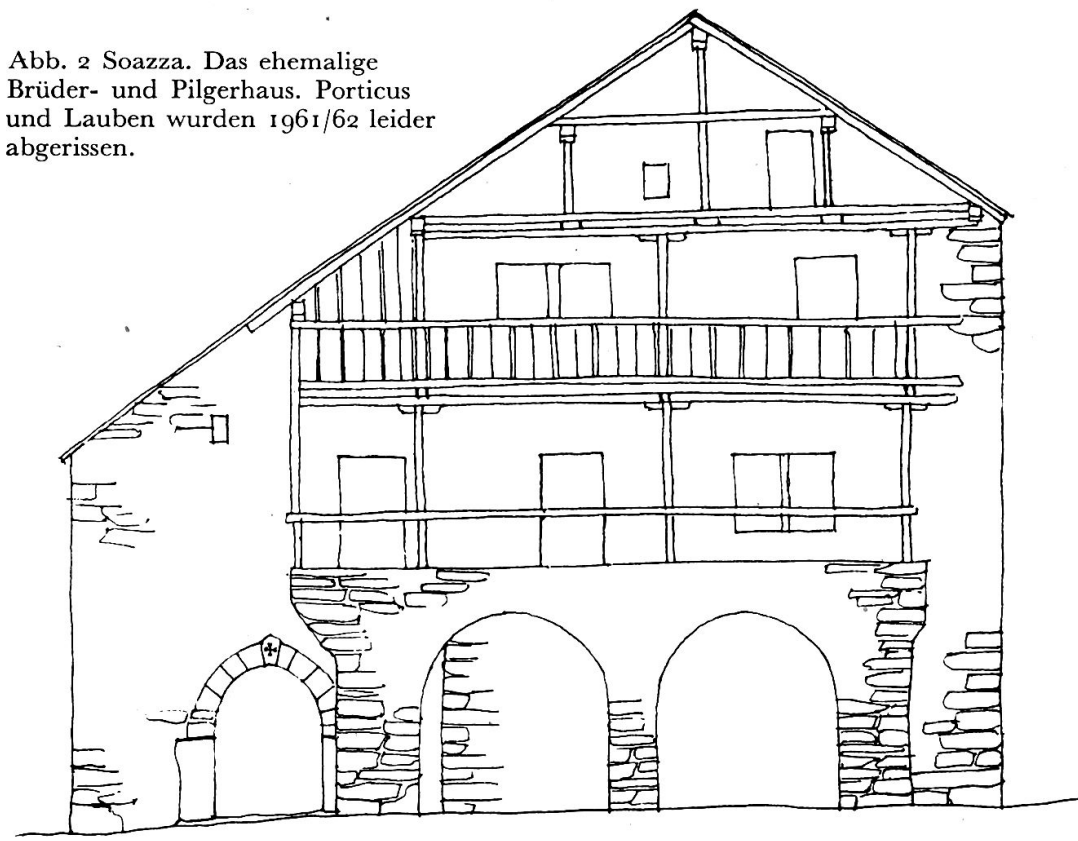 Abb. 2 Soazza. Das ehemalige
Brüder- und Pilgerhaus. Porticus
und Lauben wurden 1961/62 leider
abgerissen.